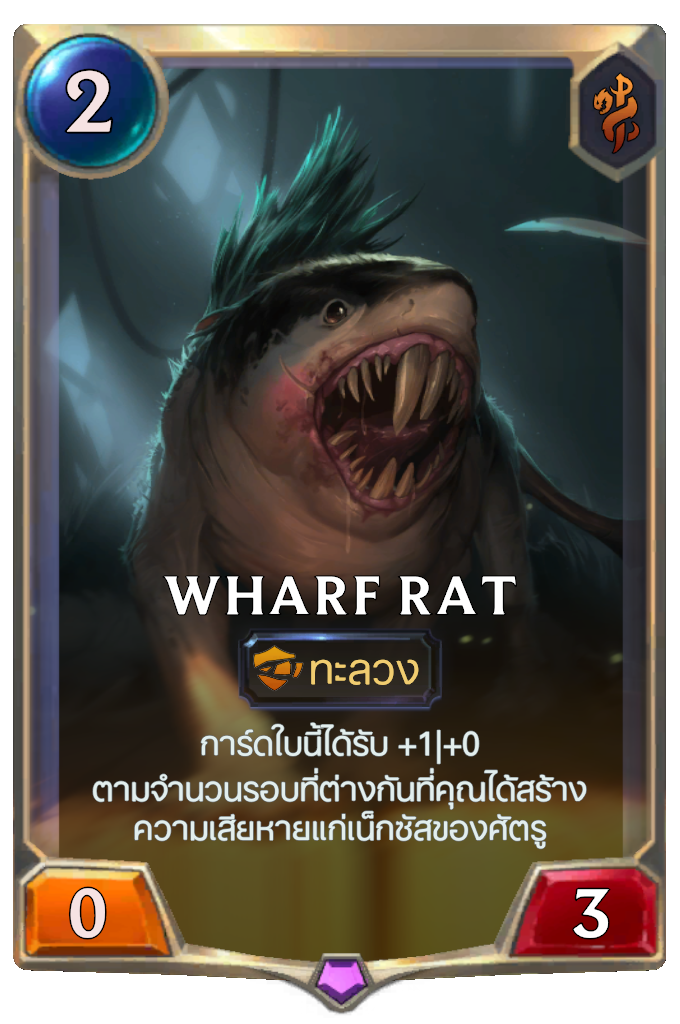 2
WHARF RAT
ทะลวง
การ์ดใบนี้ได้รับ +1|+0
ตามจำนวนรอบที่ต่างกันที่คุณได้สร้าง
ความเสียหายแก่เน็กซัสของศัตรู
0
3